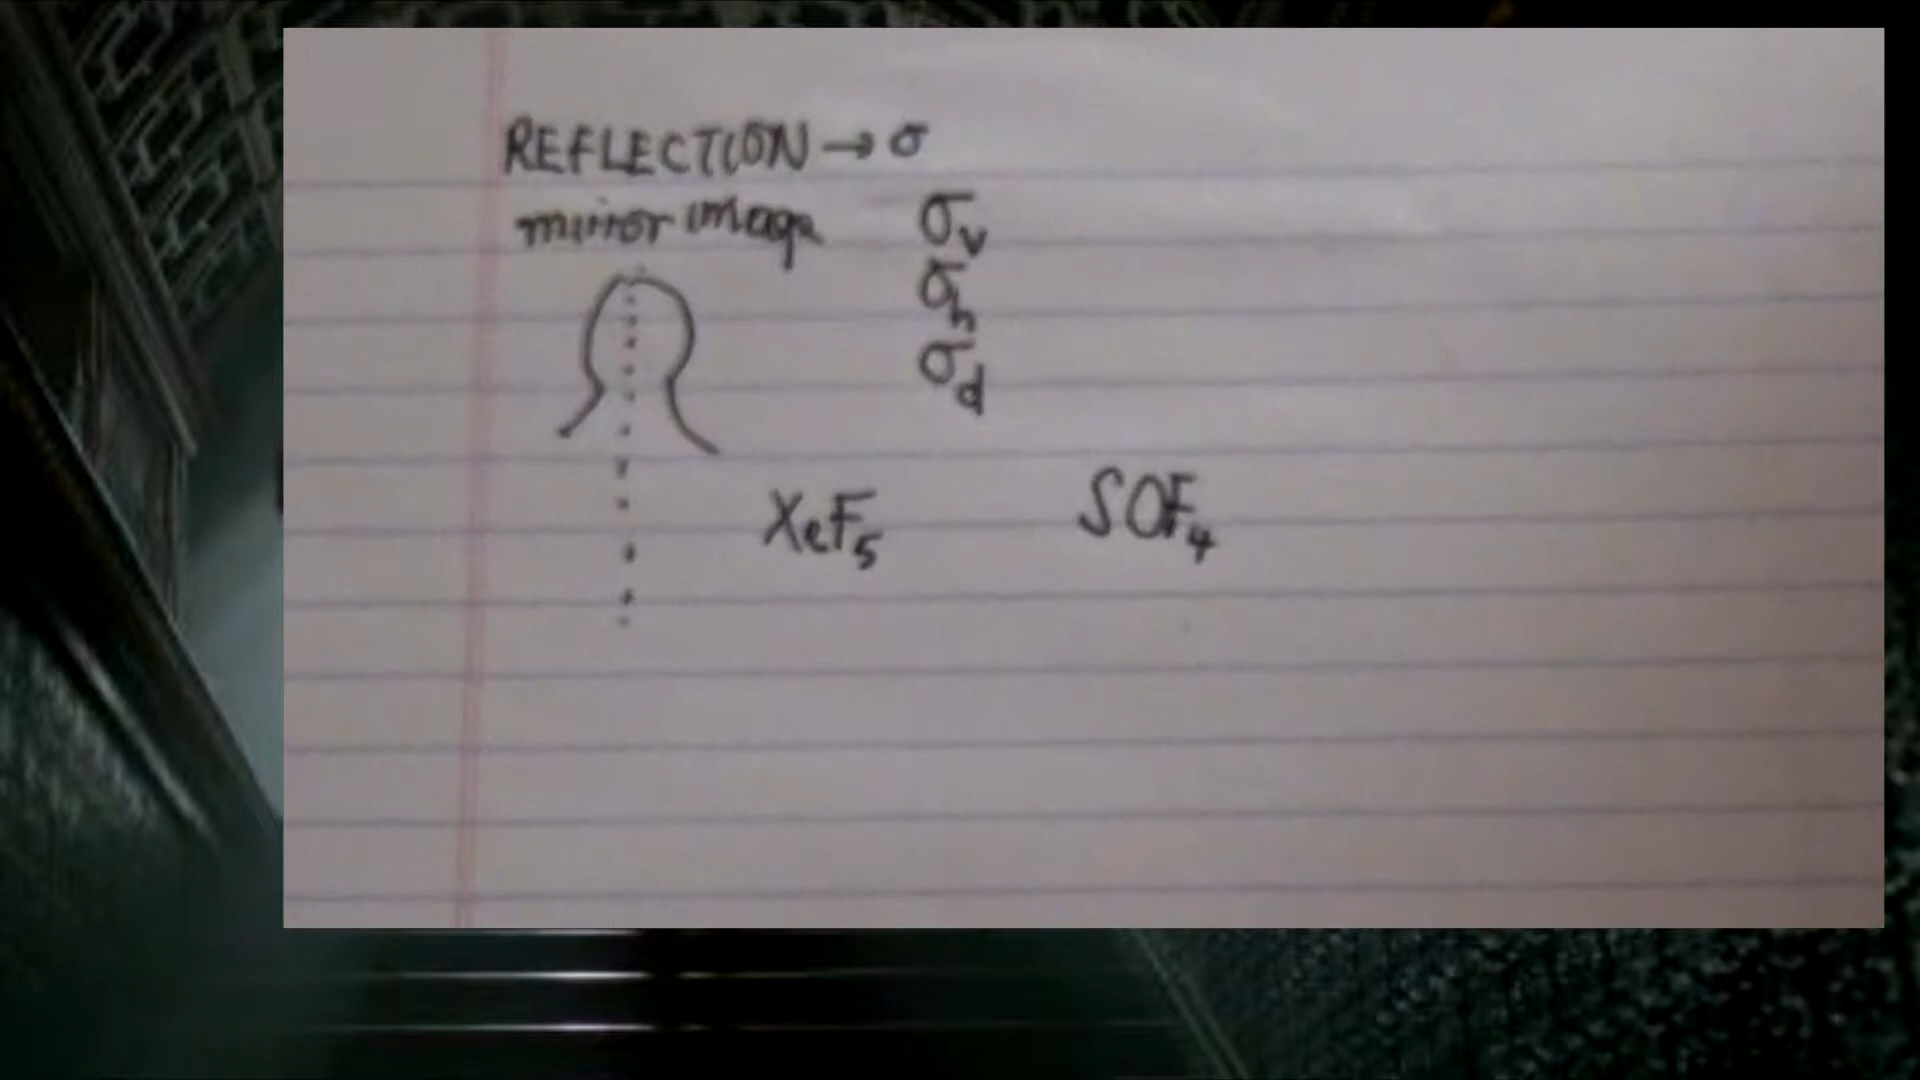 REFLECTION → σ
mirror image
σv
σh
σd
XeF₅ SOF₄